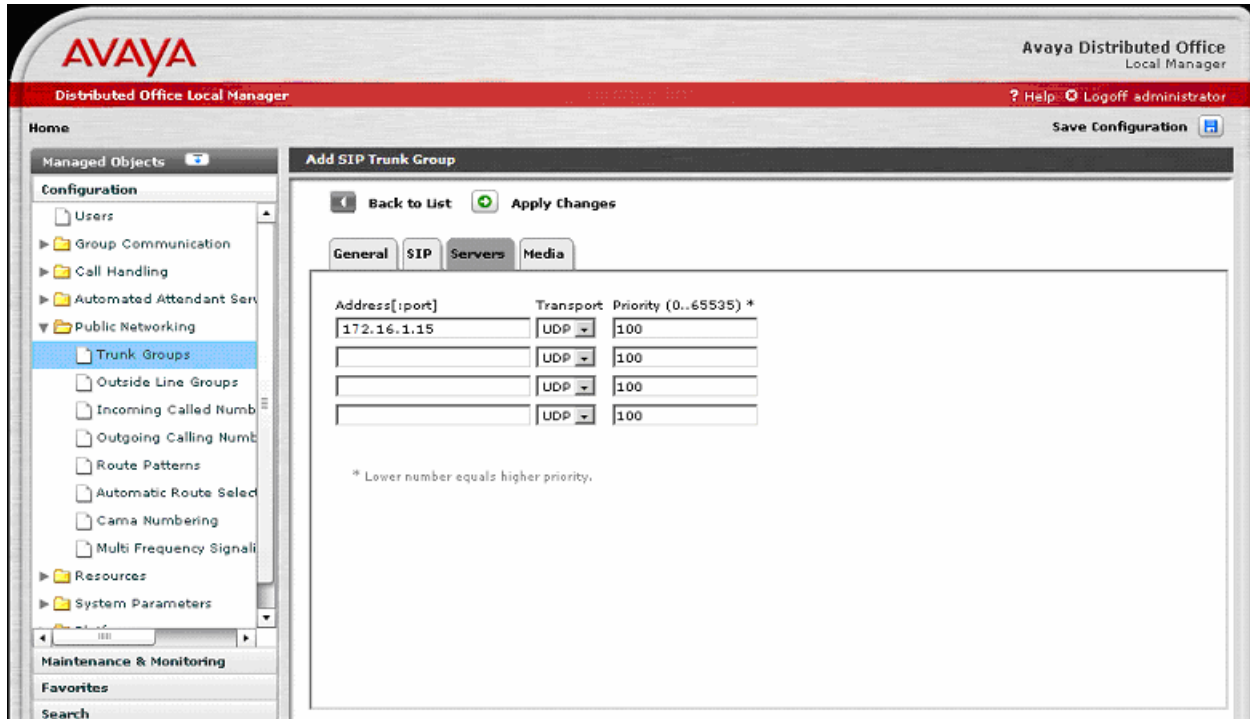 AVAYA
Avaya Distributed Office
Local Manager
Distributed Office Local Manager
? Help Logoff administrator
Home
Save Configuration
Managed Objects
Configuration
Users
Group Communication
Call Handling
Automated Attendant Serv
Public Networking
Trunk Groups
Outside Line Groups
Incoming Called Numb
Outgoing Calling Numb
Route Patterns
Automatic Route Select
Cama Numbering
Multi Frequency Signali
Resources
System Parameters
Maintenance & Monitoring
Favorites
Search
Add SIP Trunk Group
Back to List Apply Changes
General SIP Servers Media
Address[:port] Transport Priority (0..65535) *
172.16.1.15 UDP 100
UDP 100
UDP 100
UDP 100
* Lower number equals higher priority.